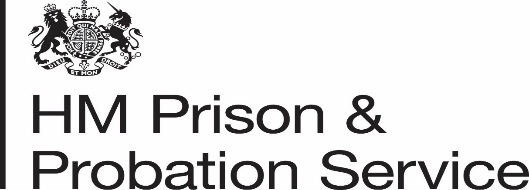 DIEU ET MON DROIT
HM Prison &
Probation Service